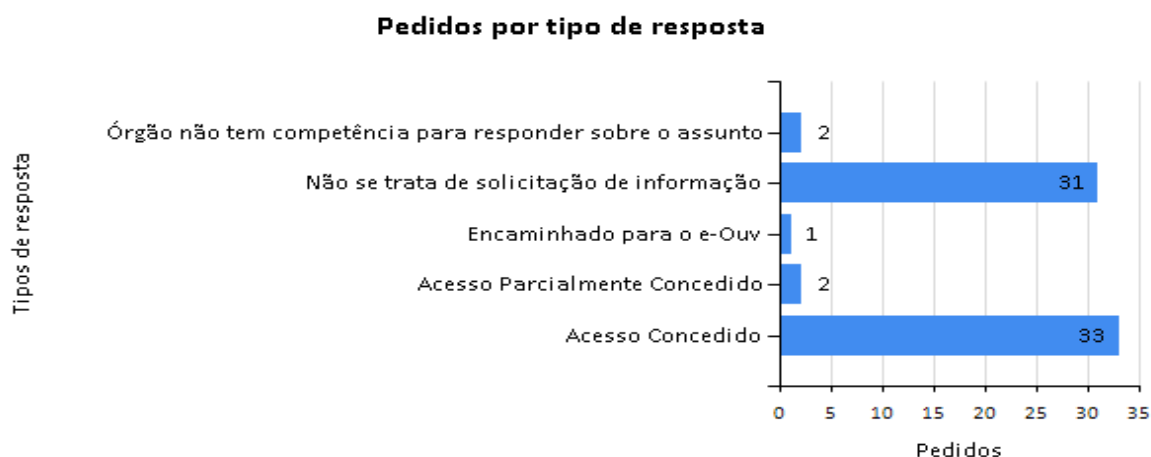 Pedidos por tipo de resposta
Tipos de resposta
Órgão não tem competência para responder sobre o assunto 2
Não se trata de solicitação de informação 31
Encaminhado para o e-Ouv 1
Acesso Parcialmente Concedido 2
Acesso Concedido 33
0 5 10 15 20 25 30 35
Pedidos